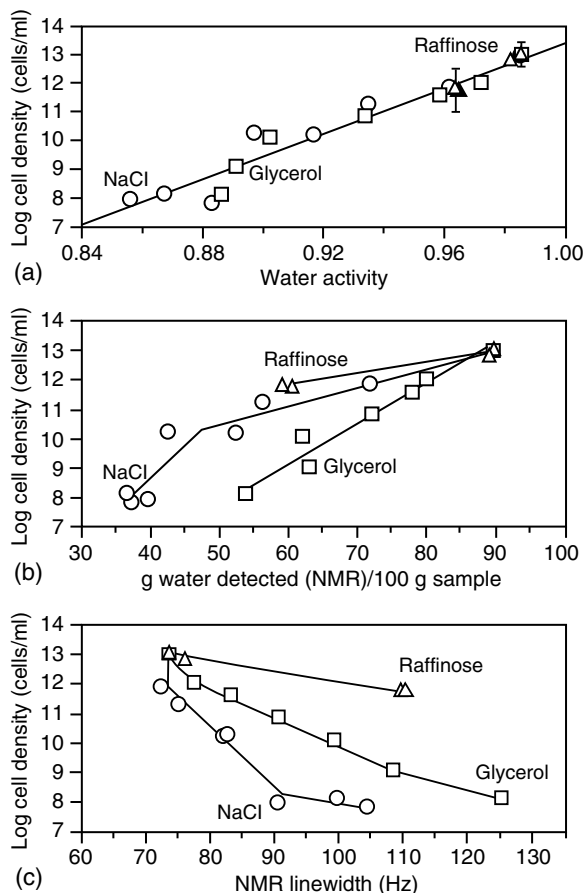 14
13
12
11
10
9
8
7
Log cell density (cells/ml)
Raffinose
NaCl
Glycerol
0.84
0.88
0.92
0.96
1.00
(a)
Water activity
14
13
12
11
10
9
8
7
Log cell density (cells/ml)
Raffinose
NaCl
Glycerol
30
40
50
60
70
80
90
100
(b)
g water detected (NMR)/100 g sample
14
13
12
11
10
9
8
7
6
Log cell density (cells/ml)
Raffinose
Glycerol
NaCl
60
70
80
90
100
110
120
130
(c)
NMR linewidth (Hz)